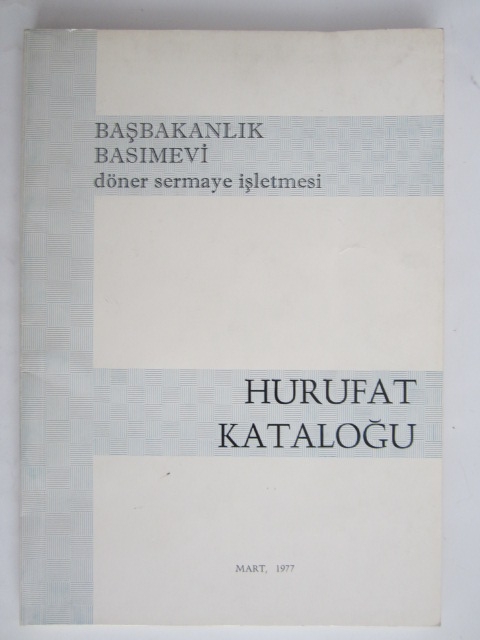 BAŞBAKANLIK
BASIMEVİ
döner sermaye işletmesi
HURUFAT
KATALOĞU
MART, 1977